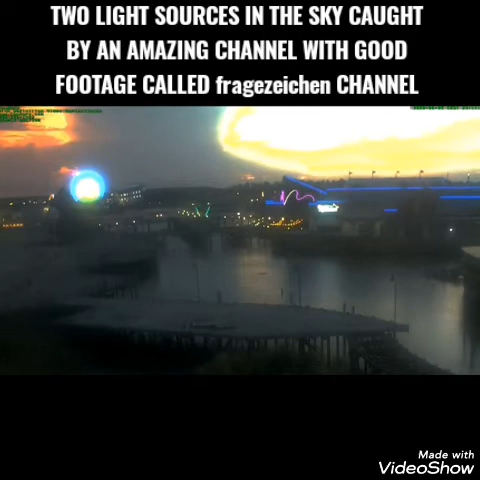 TWO LIGHT SOURCES IN THE SKY CAUGHT
BY AN AMAZING CHANNEL WITH GOOD
FOOTAGE CALLED fragezeichen CHANNEL
Made with
VideoShow